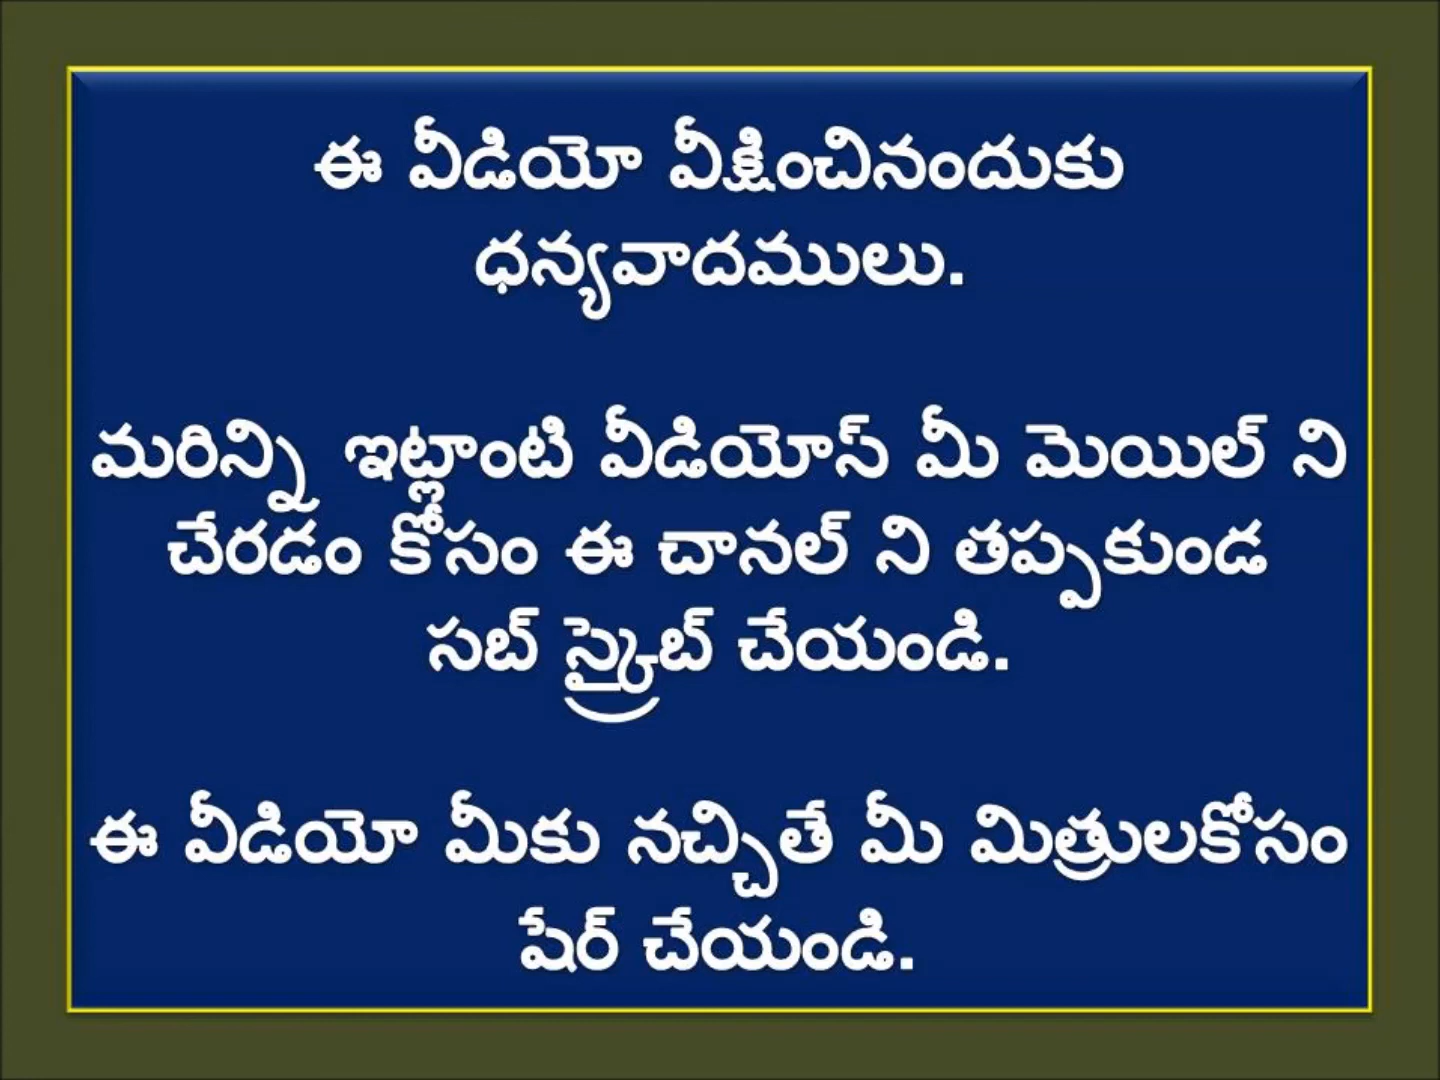 ఈ వీడియో వీక్షించినందుకు
ధన్యవాదములు.
మరిన్ని ఇట్లాంటి వీడియోస్ మీ మెయిల్ ని
చేరడం కోసం ఈ చానల్ ని తప్పకుండ
సబ్ స్క్రైబ్ చేయండి.
ఈ వీడియో మీకు నచ్చితే మీ మిత్రులకోసం
షేర్ చేయండి.